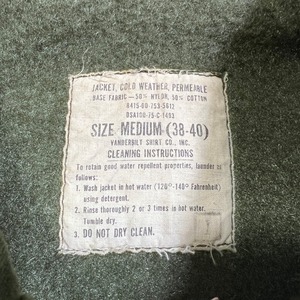 JACKET, COLD WEATHER, PERMEABLE
BASE FABRIC—50% NYLON, 50% COTTON
8415-00-753-5612
DSA100-75-C-1493
SIZE MEDIUM (38-40)
VANDERBILT SHIRT CO., INC.
CLEANING INSTRUCTIONS
To retain good water repellent properties, launder as
follows:
1. Wash jacket in hot water (120°-140° Fahrenheit)
using detergent.
2. Rinse thoroughly 2 or 3 times in hot water.
Tumble dry.
3. DO NOT DRY CLEAN.